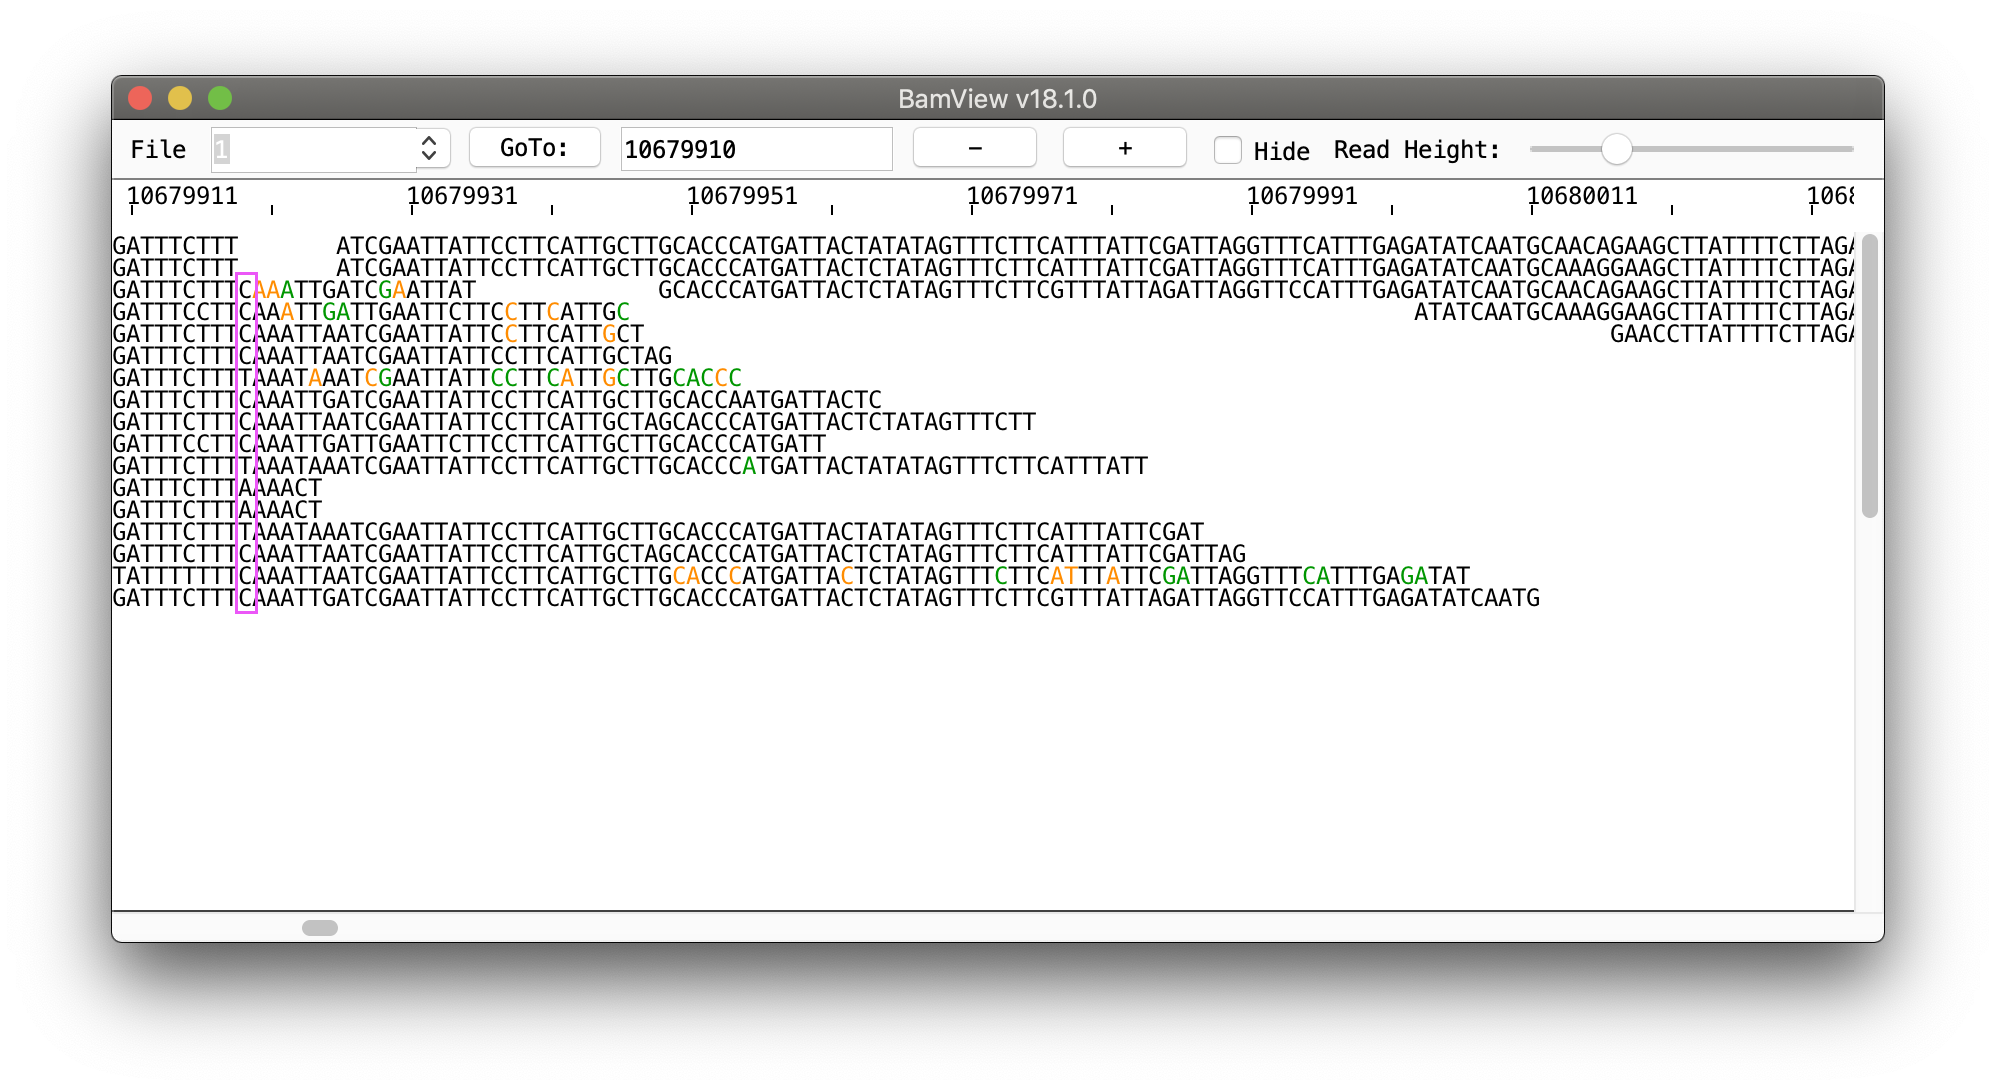 BamView v18.1.0
File 1 GoTo: 10679910 − + Hide Read Height:
10679911 10679931 10679951 10679971 10679991 10680011 1068
GATTTCTTT ATCGAATTATTCCTTCATTGCTTGCACCCATGATTACTATATAGTTTCTTCATTTATTCGATTAGGTTTCATTTGAGATATCAATGCAACAGAAGCTTATTTTCTTAGA
GATTTCTTT ATCGAATTATTCCTTCATTGCTTGCACCCATGATTACTCTATAGTTTCTTCATTTATTCGATTAGGTTTCATTTGAGATATCAATGCAAAGGAAGCTTATTTTCTTAGA
GATTTCTTTCAAATTGATCGAATTAT GCACCCATGATTACTCTATAGTTTCTTCGTTTATTAGATTAGGTTCCATTTGAGATATCAATGCAACAGAAGCTTATTTTCTTAGA
GATTTCCTTCAAATTGATTGAATTCTTCCTTCATTGC ATATCAATGCAAAGGAAGCTTATTTTCTTAGA
GATTTCTTTCAAATTAATCGAATTATTCCTTCATTGCT GAACCTTATTTTCTTAGA
GATTTCTTTCAAATTAATCGAATTATTCCTTCATTGCTAG
GATTTCTTTTAAATAAATCGAATTATTCCTTCATTGCTTGCACCC
GATTTCTTTCAAATTGATCGAATTATTCCTTCATTGCTTGCACCAATGATTACTC
GATTTCTTTCAAATTAATCGAATTATTCCTTCATTGCTAGCACCCATGATTACTCTATAGTTTCTT
GATTTCCTTCAAATTGATTGAATTCTTCCTTCATTGCTTGCACCCATGATT
GATTTCTTTTAAATAAATCGAATTATTCCTTCATTGCTTGCACCCATGATTACTATATAGTTTCTTCATTTATT
GATTTCTTTAAAACT
GATTTCTTTAAAACT
GATTTCTTTTAAATAAATCGAATTATTCCTTCATTGCTTGCACCCATGATTACTATATAGTTTCTTCATTTATTCGAT
GATTTCTTTCAAATTAATCGAATTATTCCTTCATTGCTAGCACCCATGATTACTCTATAGTTTCTTCATTTATTCGATTAG
TATTTTTTTCAAATTAATCGAATTATTCCTTCATTGCTTGCACCCATGATTACTCTATAGTTTCTTCATTTATTCGATTAGGTTTCATTTGAGATAT
GATTTCTTTCAAATTGATCGAATTATTCCTTCATTGCTTGCACCCATGATTACTCTATAGTTTCTTCGTTTATTAGATTAGGTTCCATTTGAGATATCAATG